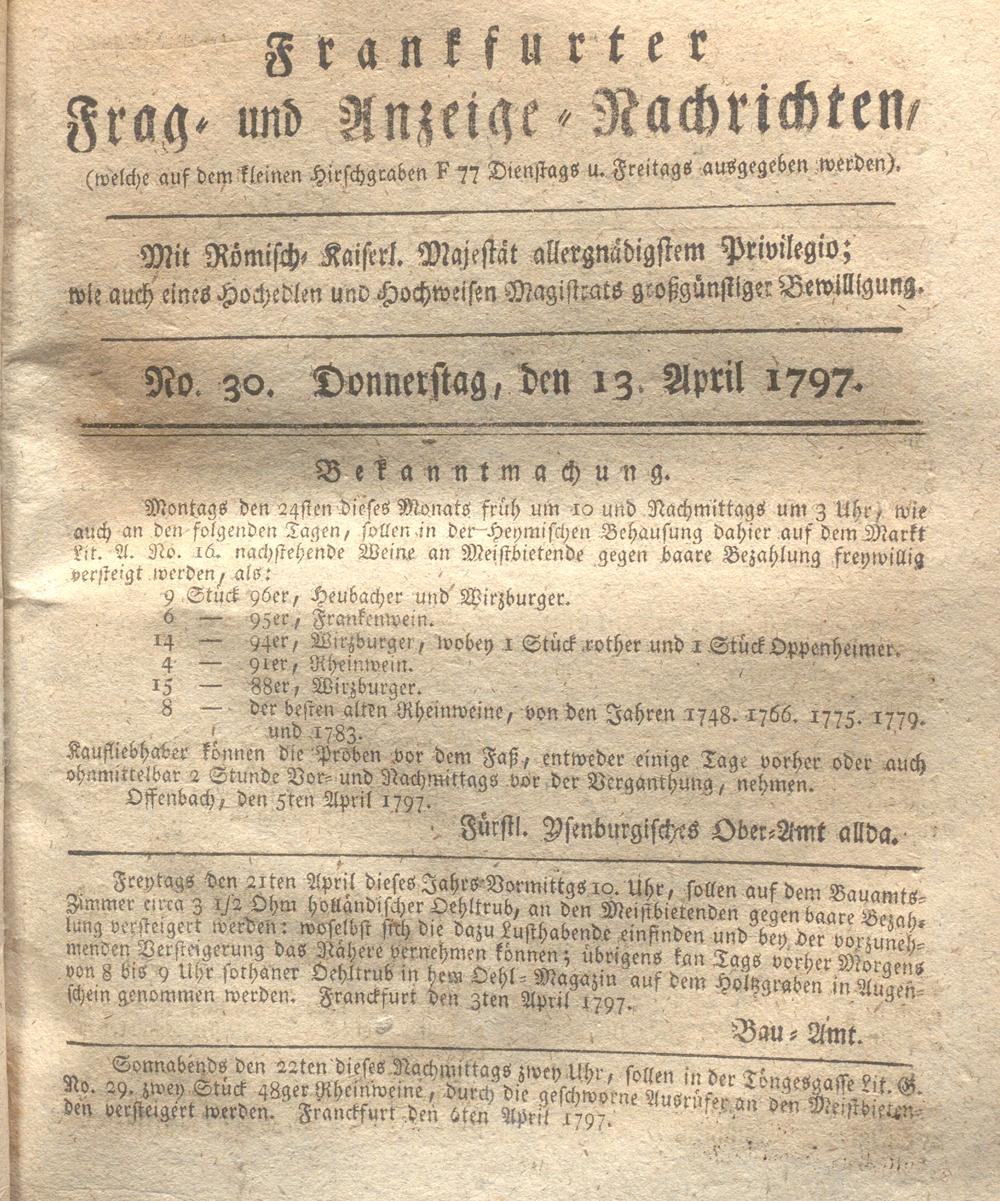 Frankfurter
Frag- und Anzeige-Nachrichten,
(welche auf dem kleinen Hirschgraben F 77 Dienstags u. Freitags ausgegeben werden).
Mit Römisch-Kaiserl. Majestät allergnädigstem Privilegio;
wie auch eines Hochedlen und Hochweisen Magistrats großgünstiger Bewilligung.
No. 30. Donnerstag, den 13. April 1797.
Bekanntmachung.
Montags den 24sten dieses Monats früh um 10 und Nachmittags um 3 Uhr, wie
auch an den folgenden Tagen, sollen in der Heymischen Behausung dahier auf dem Markt
Lit. A. No. 16. nachstehende Weine an Meistbietende gegen baare Bezahlung freywillig
versteigt werden, als:
9 Stück 96er, Heubacher und Wirzburger.
6 — 95er, Frankenwein.
14 — 94er, Wirzburger, wobey 1 Stück rother und 1 Stück Oppenheimer.
4 — 91er, Rheinwein.
15 — 88er, Wirzburger.
8 — der besten alten Rheinweine, von den Jahren 1748. 1766. 1775. 1779.
und 1783.
Kaufliebhaber können die Proben vor dem Faß, entweder einige Tage vorher oder auch
ohnmittelbar 2 Stunde Vor- und Nachmittags vor der Verganthung, nehmen.
Offenbach, den 5ten April 1797.
Fürstl. Ysenburgisches Ober-Amt allda.
Freytags den 21ten April dieses Jahrs Vormittgs 10. Uhr, sollen auf dem Bauamts-
Zimmer circa 3 1/2 Ohm holländischer Oehltrub, an den Meistbietenden gegen baare Bezah-
lung versteigert werden: woselbst sich die dazu Lusthabende einfinden und bey der vorzuneh-
menden Versteigerung das Nähere vernehmen können; übrigens kan Tags vorher Morgens
von 8 bis 9 Uhr sothaner Oehltrub in hem Oehl-Magazin auf dem Holtzgraben in Augen-
schein genommen werden. Franckfurt den 3ten April 1797.
Bau-Amt.
Sonnabends den 22ten dieses Nachmittags zwey Uhr, sollen in der Töngesgasse Lit. G.
No. 29. zwey Stück 48ger Rheinweine, durch die geschworne Ausrüfer an den Meistbieten-
den versteigert werden. Franckfurt den 6ten April 1797.